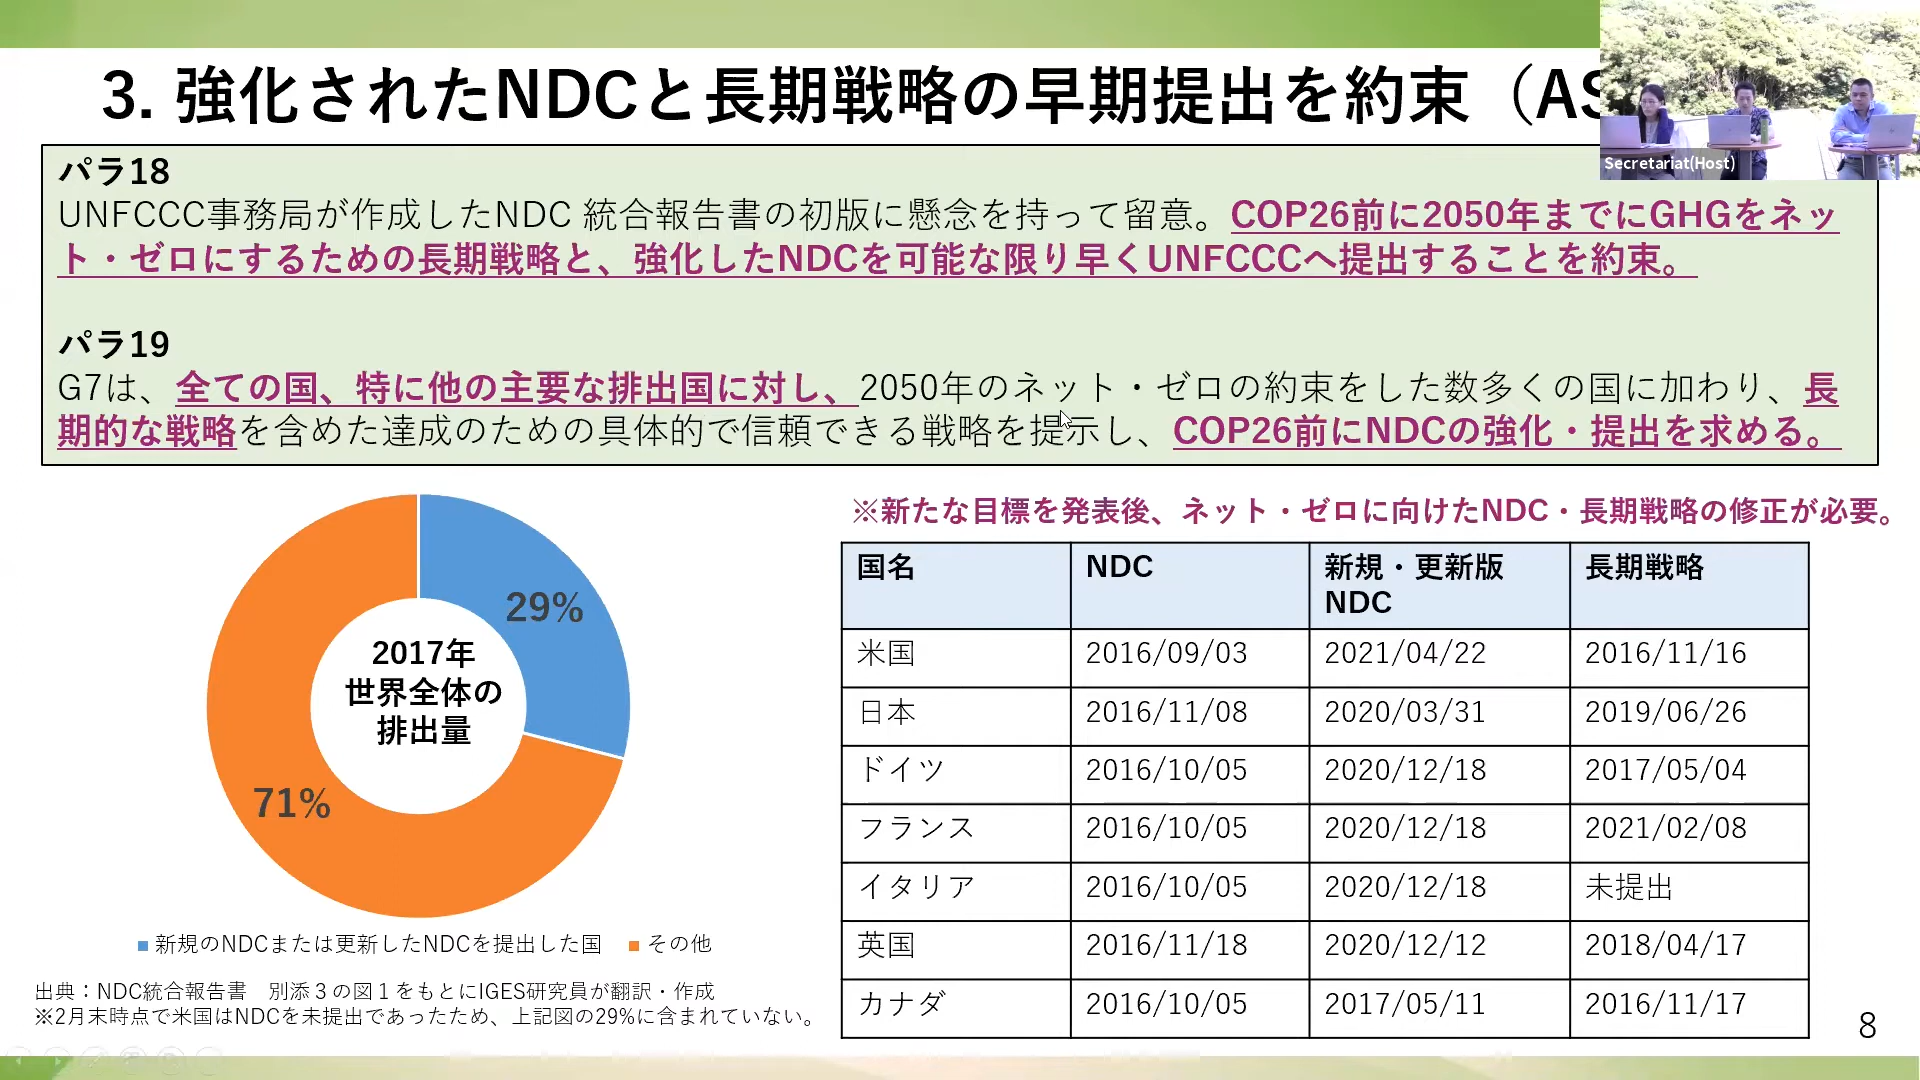 3. 強化されたNDCと長期戦略の早期提出を約束（AS
Secretariat(Host)
パラ18
UNFCCC事務局が作成したNDC 統合報告書の初版に懸念を持って留意。COP26前に2050年までにGHGをネッ
ト・ゼロにするための長期戦略と、強化したNDCを可能な限り早くUNFCCCへ提出することを約束。
パラ19
G7は、全ての国、特に他の主要な排出国に対し、2050年のネット・ゼロの約束をした数多くの国に加わり、長
期的な戦略を含めた達成のための具体的で信頼できる戦略を提示し、COP26前にNDCの強化・提出を求める。
29%
71%
2017年
世界全体の
排出量
■ 新規のNDCまたは更新したNDCを提出した国 ■ その他
出典：NDC統合報告書　別添３の図１をもとにIGES研究員が翻訳・作成
※2月末時点で米国はNDCを未提出であったため、上記図の29%に含まれていない。
※新たな目標を発表後、ネット・ゼロに向けたNDC・長期戦略の修正が必要。
国名 NDC 新規・更新版 長期戦略
NDC
米国 2016/09/03 2021/04/22 2016/11/16
日本 2016/11/08 2020/03/31 2019/06/26
ドイツ 2016/10/05 2020/12/18 2017/05/04
フランス 2016/10/05 2020/12/18 2021/02/08
イタリア 2016/10/05 2020/12/18 未提出
英国 2016/11/18 2020/12/12 2018/04/17
カナダ 2016/10/05 2017/05/11 2016/11/17
8